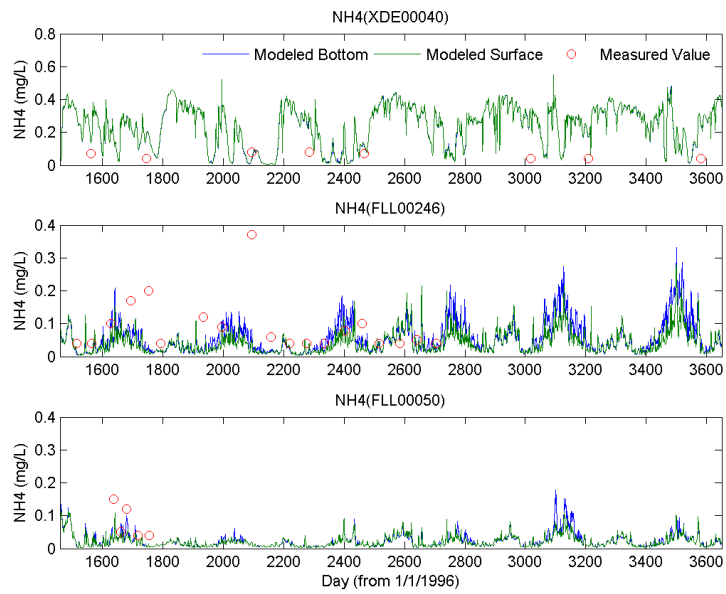 NH4(XDE00040)
0.8
0.6
0.4
0.2
0
NH4 (mg/L)
Modeled Bottom Modeled Surface Measured Value
1600 1800 2000 2200 2400 2600 2800 3000 3200 3400 3600
NH4(FLL00246)
0.4
0.3
0.2
0.1
0
NH4 (mg/L)
1600 1800 2000 2200 2400 2600 2800 3000 3200 3400 3600
NH4(FLL00050)
0.4
0.3
0.2
0.1
0
NH4 (mg/L)
1600 1800 2000 2200 2400 2600 2800 3000 3200 3400 3600
Day (from 1/1/1996)